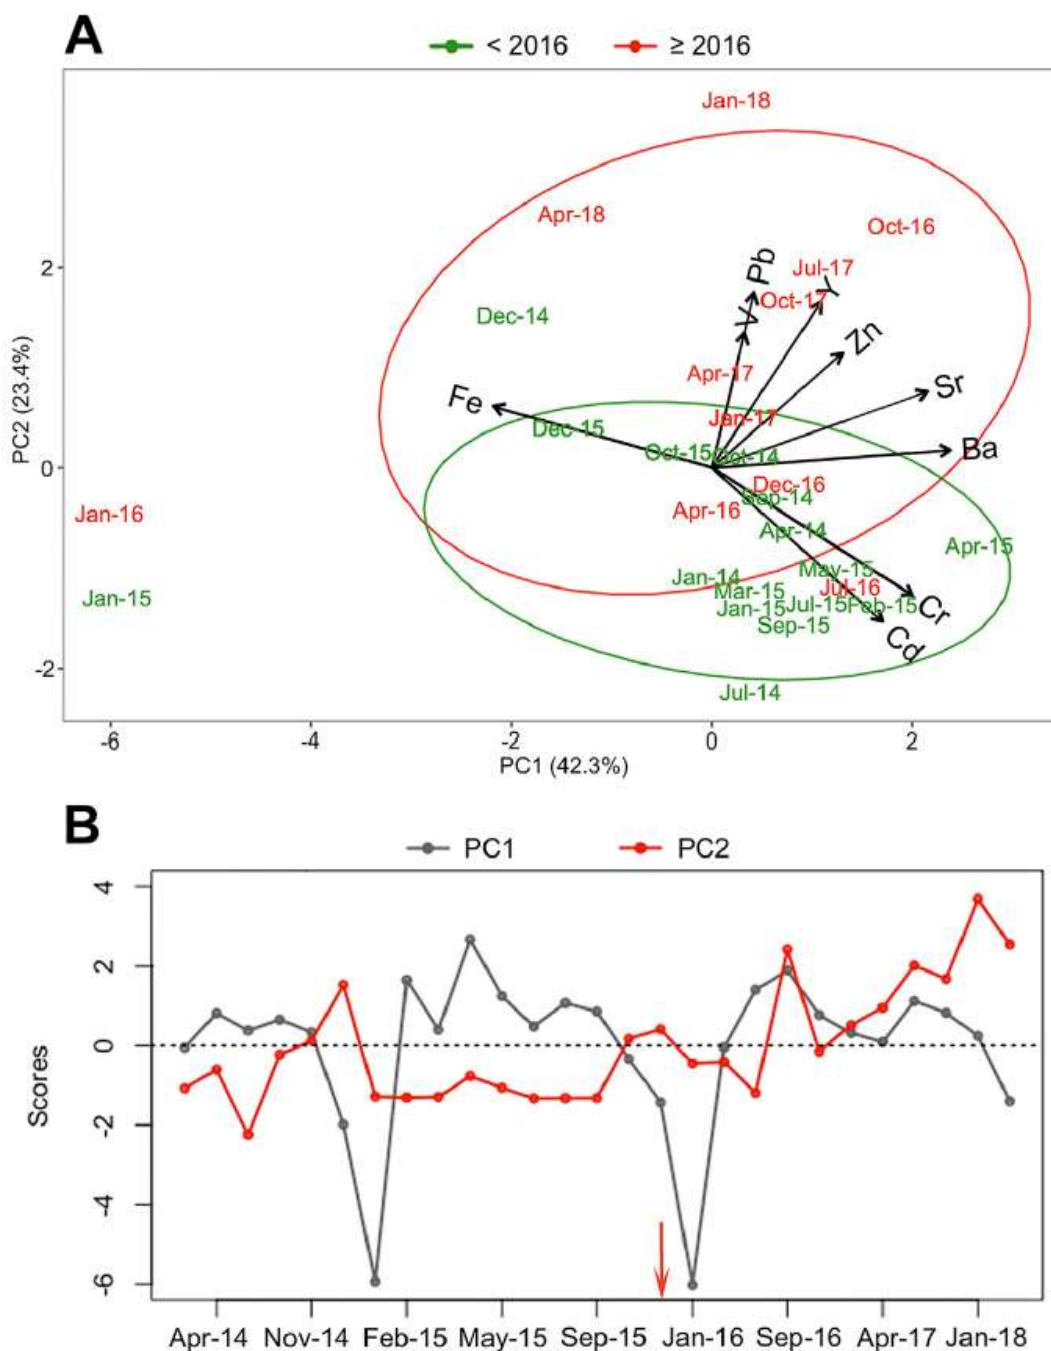 A
< 2016 ≥ 2016
Jan-18
Apr-18
Oct-16
Pb
Jul-17
Y
Oct-17
2
Dec-14
V
Zn
Apr-17
Sr
Fe
Jan-17
Dec-15
Oct-15
Oct-14
Ba
PC2 (23.4%)
0
Dec-16
Sep-14
Jan-16
Apr-16
Apr-14
Apr-15
May-15
Jan-14
Jul-16
Mar-15
Jan-15
Jan-15
Jul-15
Feb-15
Cr
Sep-15
Cd
-2
Jul-14
-6 -4 -2 0 2
PC1 (42.3%)
B
PC1 PC2
4
2
0
-2
-4
-6
Scores
Apr-14 Nov-14 Feb-15 May-15 Sep-15 Jan-16 Sep-16 Apr-17 Jan-18